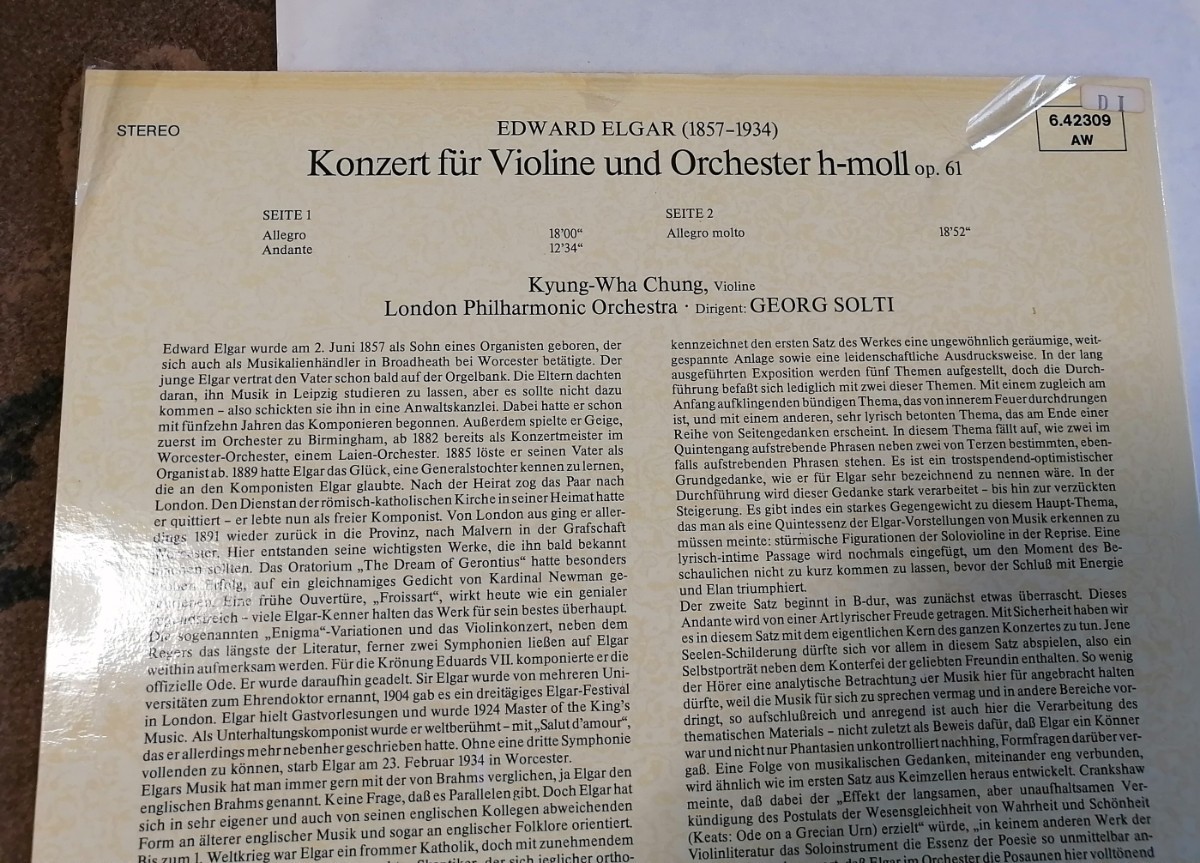 STEREO
EDWARD ELGAR (1857–1934)
Konzert für Violine und Orchester h-moll op. 61
D I
6.42309
AW
SEITE 1
Allegro 18'00“
Andante 12'34“
SEITE 2
Allegro molto 18'52“
Kyung-Wha Chung, Violine
London Philharmonic Orchestra · Dirigent: GEORG SOLTI
Edward Elgar wurde am 2. Juni 1857 als Sohn eines Organisten geboren, der
sich auch als Musikalienhändler in Broadheath bei Worcester betätigte. Der
junge Elgar vertrat den Vater schon bald auf der Orgelbank. Die Eltern dachten
daran, ihn Musik in Leipzig studieren zu lassen, aber es sollte nicht dazu
kommen – also schickten sie ihn in eine Anwaltskanzlei. Dabei hatte er schon
mit fünfzehn Jahren das Komponieren begonnen. Außerdem spielte er Geige,
zuerst im Orchester zu Birmingham, ab 1882 bereits als Konzertmeister im
Worcester-Orchester, einem Laien-Orchester. 1885 löste er seinen Vater als
Organist ab. 1889 hatte Elgar das Glück, eine Generalstochter kennen zu lernen,
die an den Komponisten Elgar glaubte. Nach der Heirat zog das Paar nach
London. Den Dienst an der römisch-katholischen Kirche in seiner Heimat hatte
er quittiert – er lebte nun als freier Komponist. Von London aus ging er aller-
dings 1891 wieder zurück in die Provinz, nach Malvern in der Grafschaft
Worcester. Hier entstanden seine wichtigsten Werke, die ihn bald bekannt
machen sollten. Das Oratorium „The Dream of Gerontius“ hatte besonders
Erfolg, auf ein gleichnamiges Gedicht von Kardinal Newman ge-
Eine frühe Ouvertüre, „Froissart“, wirkt heute wie ein genialer
– viele Elgar-Kenner halten das Werk für sein bestes überhaupt.
Die sogenannten „Enigma“-Variationen und das Violinkonzert, neben dem
Regers das längste der Literatur, ferner zwei Symphonien ließen auf Elgar
weithin aufmerksam werden. Für die Krönung Eduards VII. komponierte er die
offizielle Ode. Er wurde daraufhin geadelt. Sir Elgar wurde von mehreren Uni-
versitäten zum Ehrendoktor ernannt, 1904 gab es ein dreitägiges Elgar-Festival
in London. Elgar hielt Gastvorlesungen und wurde 1924 Master of the King's
Music. Als Unterhaltungskomponist wurde er weltberühmt – mit „Salut d'amour“,
das er allerdings mehr nebenher geschrieben hatte. Ohne eine dritte Symphonie
vollenden zu können, starb Elgar am 23. Februar 1934 in Worcester.
Elgars Musik hat man immer gern mit der von Brahms verglichen, ja Elgar den
englischen Brahms genannt. Keine Frage, daß es Parallelen gibt. Doch Elgar hat
sich in sehr eigener und auch von seinen englischen Kollegen abweichenden
Form an älterer englischer Musik und sogar an englischer Folklore orientiert.
Bis zum 1. Weltkrieg war Elgar ein frommer Katholik, doch mit zunehmendem
Skeptiker, der sich jeglicher ortho-
kennzeichnet den ersten Satz des Werkes eine ungewöhnlich geräumige, weit-
gespannte Anlage sowie eine leidenschaftliche Ausdrucksweise. In der lang
ausgeführten Exposition werden fünf Themen aufgestellt, doch die Durch-
führung befaßt sich lediglich mit zwei dieser Themen. Mit einem zugleich am
Anfang aufklingenden bündigen Thema, das von innerem Feuer durchdrungen
ist, und mit einem anderen, sehr lyrisch betonten Thema, das am Ende einer
Reihe von Seitengedanken erscheint. In diesem Thema fällt auf, wie zwei im
Quintengang aufstrebende Phrasen neben zwei von Terzen bestimmten, eben-
falls aufstrebenden Phrasen stehen. Es ist ein trostspendend-optimistischer
Grundgedanke, wie er für Elgar sehr bezeichnend zu nennen wäre. In der
Durchführung wird dieser Gedanke stark verarbeitet – bis hin zur verzückten
Steigerung. Es gibt indes ein starkes Gegengewicht zu diesem Haupt-Thema,
das man als eine Quintessenz der Elgar-Vorstellungen von Musik erkennen zu
müssen meinte: stürmische Figurationen der Solovioline in der Reprise. Eine
lyrisch-intime Passage wird nochmals eingefügt, um den Moment des Be-
schaulichen nicht zu kurz kommen zu lassen, bevor der Schluß mit Energie
und Elan triumphiert.
Der zweite Satz beginnt in B-dur, was zunächst etwas überrascht. Dieses
Andante wird von einer Art lyrischer Freude getragen. Mit Sicherheit haben wir
es in diesem Satz mit dem eigentlichen Kern des ganzen Konzertes zu tun. Jene
Seelen-Schilderung dürfte sich vor allem in diesem Satz abspielen, also ein
Selbstporträt neben dem Konterfei der geliebten Freundin enthalten. So wenig
der Hörer eine analytische Betrachtung der Musik hier für angebracht halten
dürfte, weil die Musik für sich zu sprechen vermag und in andere Bereiche vor-
dringt, so aufschlußreich und anregend ist auch hier die Verarbeitung des
thematischen Materials – nicht zuletzt als Beweis dafür, daß Elgar ein Könner
war und nicht nur Phantasien unkontrolliert nachhing, Formfragen darüber ver-
gaß. Eine Folge von musikalischen Gedanken, miteinander eng verbunden,
wird ähnlich wie im ersten Satz aus Keimzellen heraus entwickelt. Crankshaw
meinte, daß dabei der „Effekt der langsamen, aber unaufhaltsamen Ver-
kündigung des Postulats der Wesensgleichheit von Wahrheit und Schönheit
(Keats: Ode on a Grecian Urn) erzielt“ würde, „in keinem anderen Werk der
Violinliteratur das Soloinstrument die Essenz der Poesie so unmittelbar an-
daß Elgar im Orchester die Posaunen hier volltönend